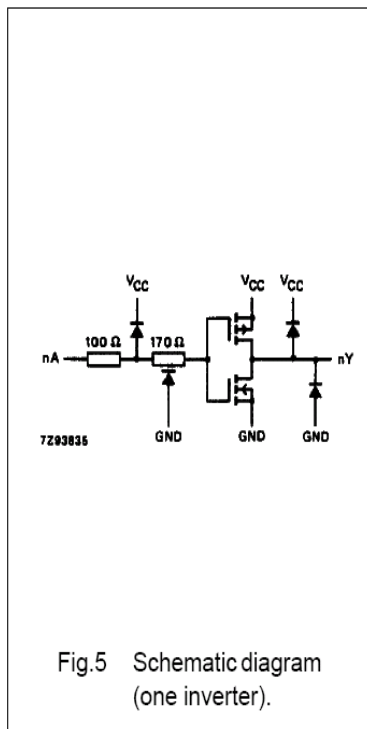 VCC VCC VCC
100 Ω 170 Ω
nA nY
7Z93835 GND GND GND
Fig.5 Schematic diagram
(one inverter).